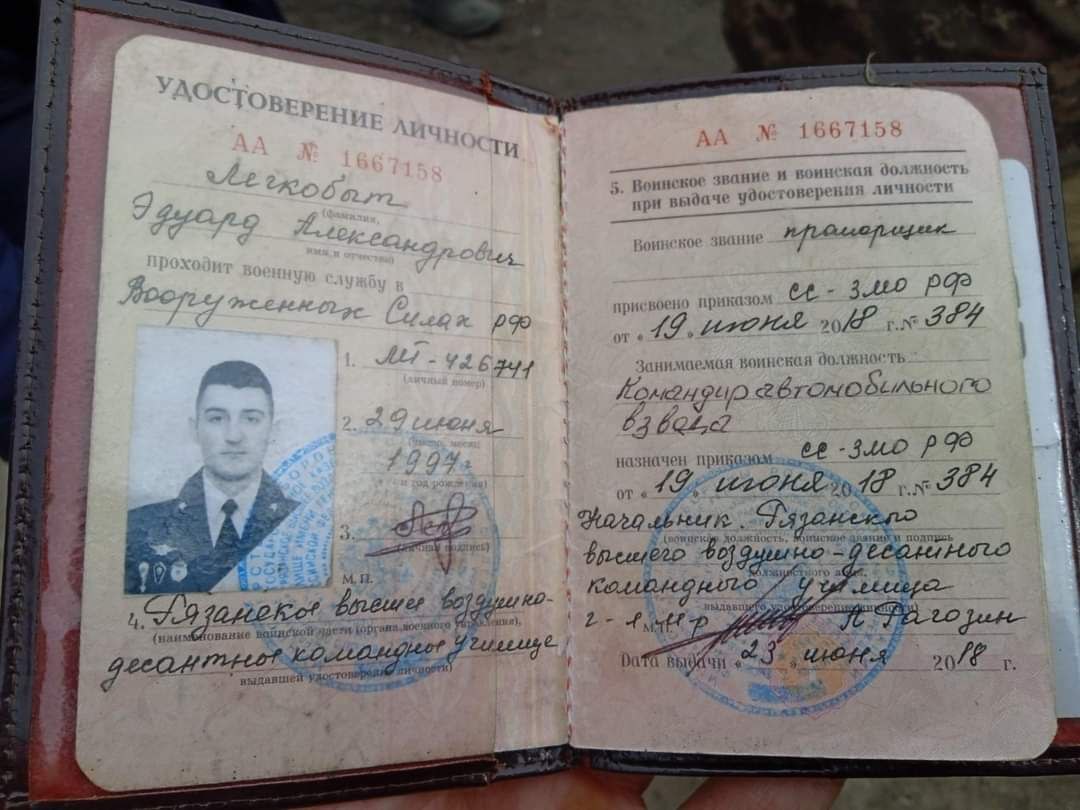 УДОСТОВЕРЕНИЕ ЛИЧНОСТИ
АА № 1667158
Легкобыт
(фамилия,
Эдуард Александрович
имя и отчество)
проходит военную службу в
Вооруженных Силах РФ
1. ЛТ-426741
(личный номер)
2. 29 июня
(число, месяц
1997
и год рождения)
3.
(личная подпись)
М. П.
4. Рязанское высшее воздушно-
(наименование воинской части (органа военного управления),
десантное командное училище
выдавшей удостоверение личности)
АА № 1667158
5. Воинское звание и воинская должность
при выдаче удостоверения личности
Воинское звание прапорщик
присвоено приказом сс-ЗМО РФ
от « 19 » июня 2018 г. № 384
Занимаемая воинская должность
Командир автомобильного
взвода
назначен приказом сс-ЗМО РФ
от « 19 » июня 2018 г. № 384
Начальник Рязанского
(воинская должность, воинское звание и подпись
высшего воздушно-десантного
должностного лица,
командного училища
выдавшего удостоверение личности)
г-л М.П. А Рагозин
Дата выдачи « 23 » июня 2018 г.